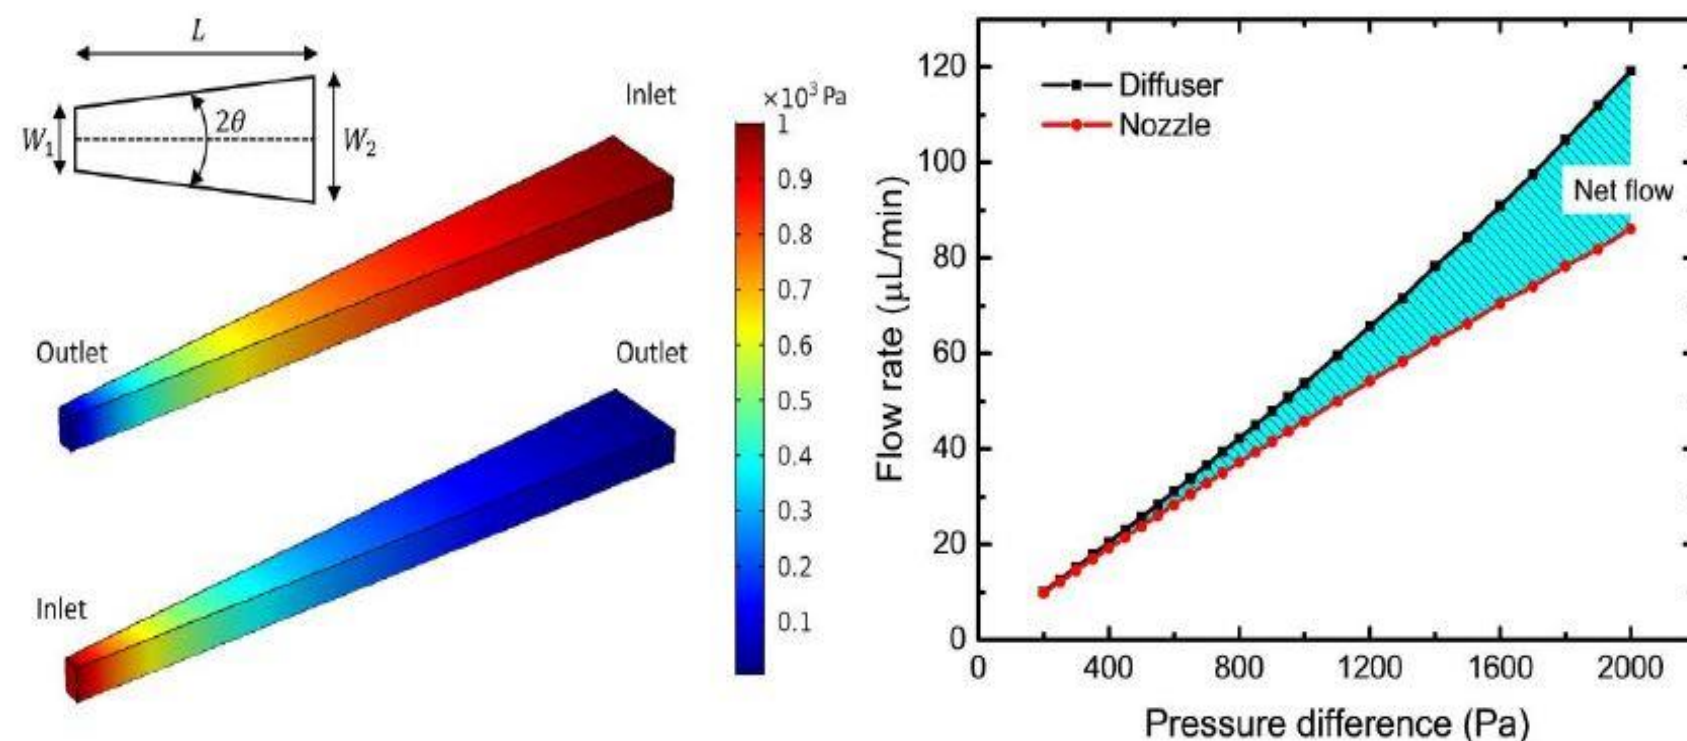 L
W₁
2θ
W₂
Inlet
Outlet
Outlet
Inlet
×10³ Pa
1
0.9
0.8
0.7
0.6
0.5
0.4
0.3
0.2
0.1
Diffuser
Nozzle
Net flow
Flow rate (μL/min)
120
100
80
60
40
20
0
0 400 800 1200 1600 2000
Pressure difference (Pa)